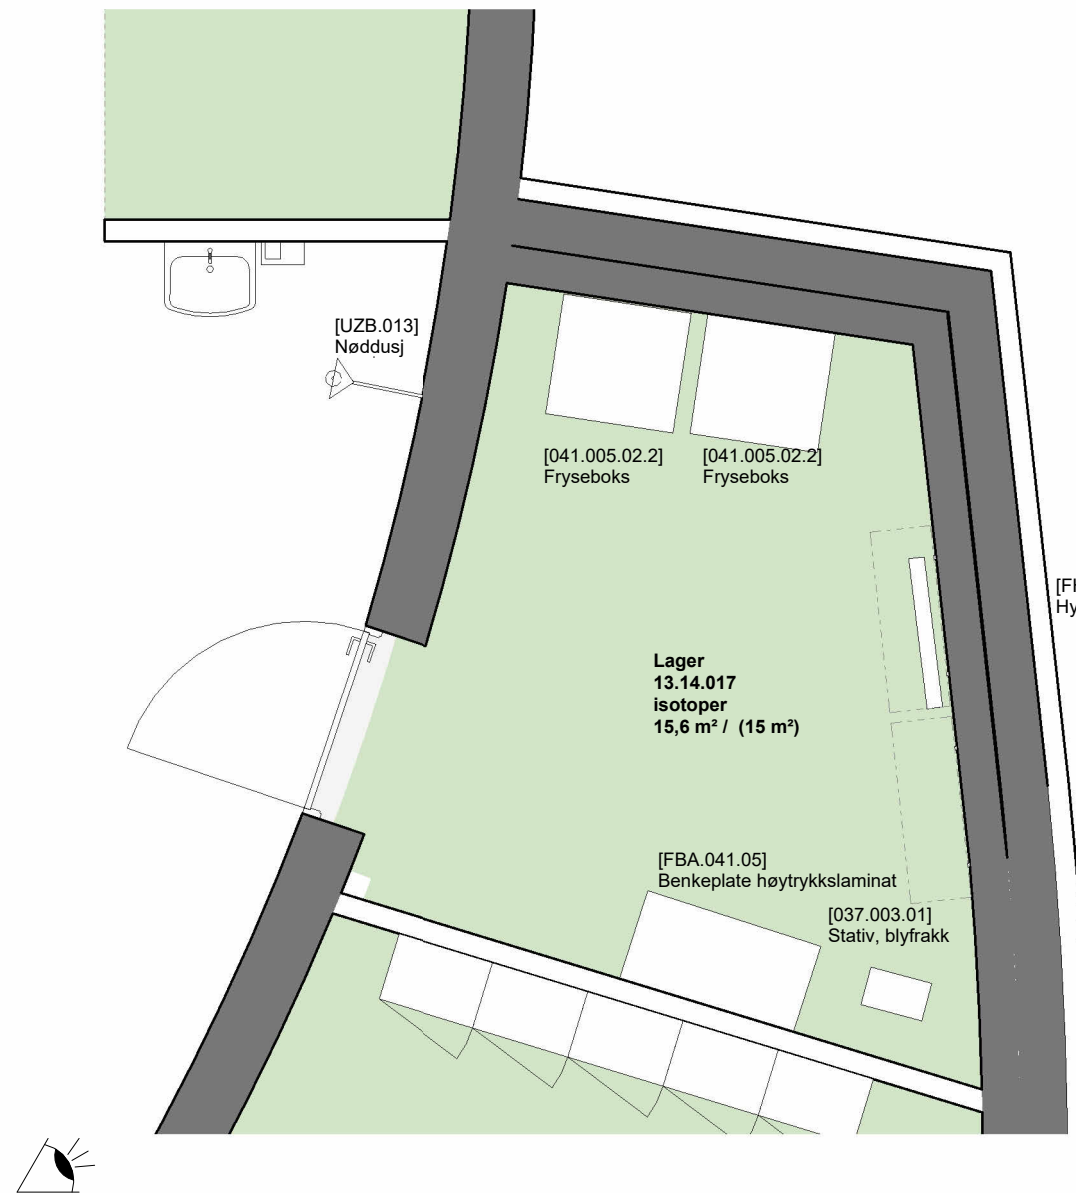 [UZB.013]
Nøddusj
[041.005.02.2]
Fryseboks
[041.005.02.2]
Fryseboks
Lager
13.14.017
isotoper
15,6 m² / (15 m²)
[FBA.041.05]
Benkeplate høytrykkslaminat
[037.003.01]
Stativ, blyfrakk